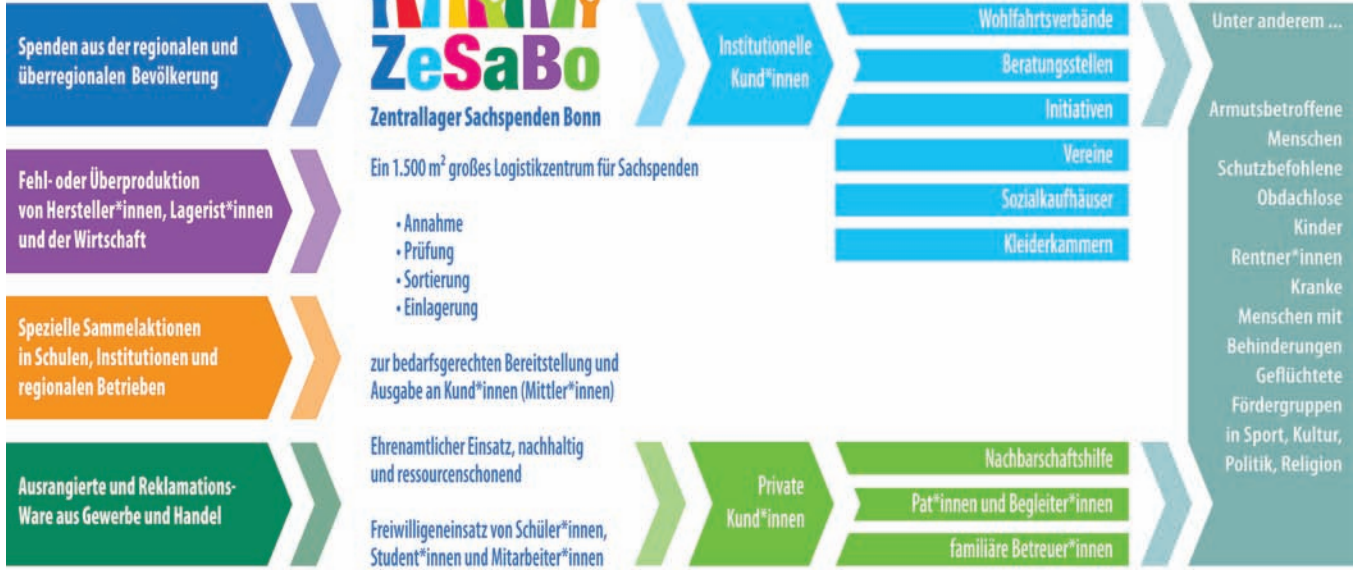 Spenden aus der regionalen und
überregionalen Bevölkerung
Fehl- oder Überproduktion
von Hersteller*innen, Lagerist*innen
und der Wirtschaft
Spezielle Sammelaktionen
in Schulen, Institutionen und
regionalen Betrieben
Ausrangierte und Reklamations-
Ware aus Gewerbe und Handel
ZeSaBo
Zentrallager Sachspenden Bonn
Ein 1.500 m² großes Logistikzentrum für Sachspenden
• Annahme
• Prüfung
• Sortierung
• Einlagerung
zur bedarfsgerechten Bereitstellung und
Ausgabe an Kund*innen (Mittler*innen)
Ehrenamtlicher Einsatz, nachhaltig
und ressourcenschonend
Freiwilligeneinsatz von Schüler*innen,
Student*innen und Mitarbeiter*innen
Institutionelle
Kund*innen
Wohlfahrtsverbände
Beratungsstellen
Initiativen
Vereine
Sozialkaufhäuser
Kleiderkammern
Private
Kund*innen
Nachbarschaftshilfe
Pat*innen und Begleiter*innen
familiäre Betreuer*innen
Unter anderem ...
Armutsbetroffene
Menschen
Schutzbefohlene
Obdachlose
Kinder
Rentner*innen
Kranke
Menschen mit
Behinderungen
Geflüchtete
Fördergruppen
in Sport, Kultur,
Politik, Religion